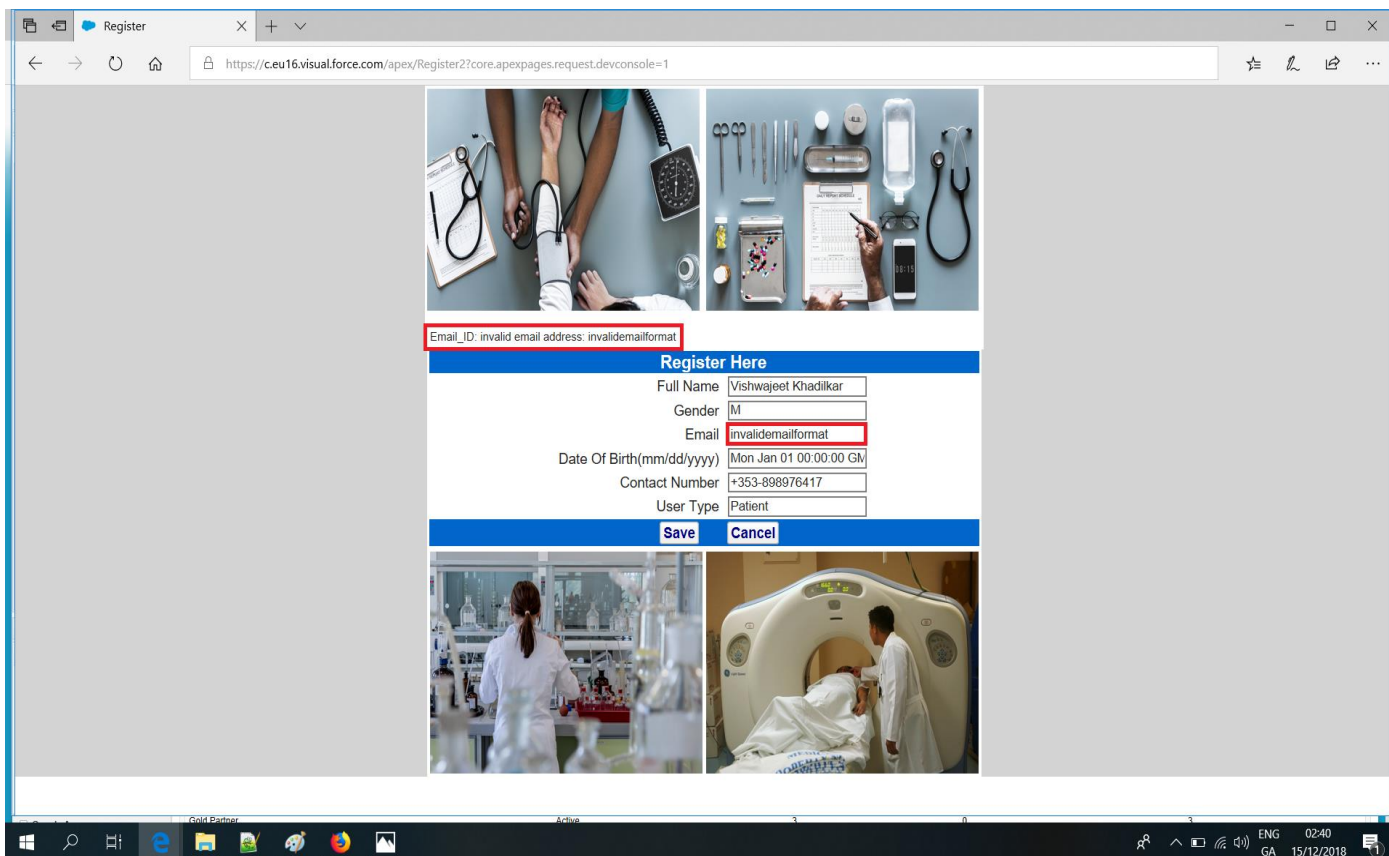 Register
https://c.eu16.visual.force.com/apex/Register2?core.apexpages.request.devconsole=1
08:15
Email_ID: invalid email address: invalidemailformat
Register Here
Full Name Vishwajeet Khadilkar
Gender M
Email invalidemailformat
Date Of Birth(mm/dd/yyyy) Mon Jan 01 00:00:00 GM
Contact Number +353-898976417
User Type Patient
Save Cancel
Gold Partner Active 3 0 3
ENG 02:40
GA 15/12/2018
1